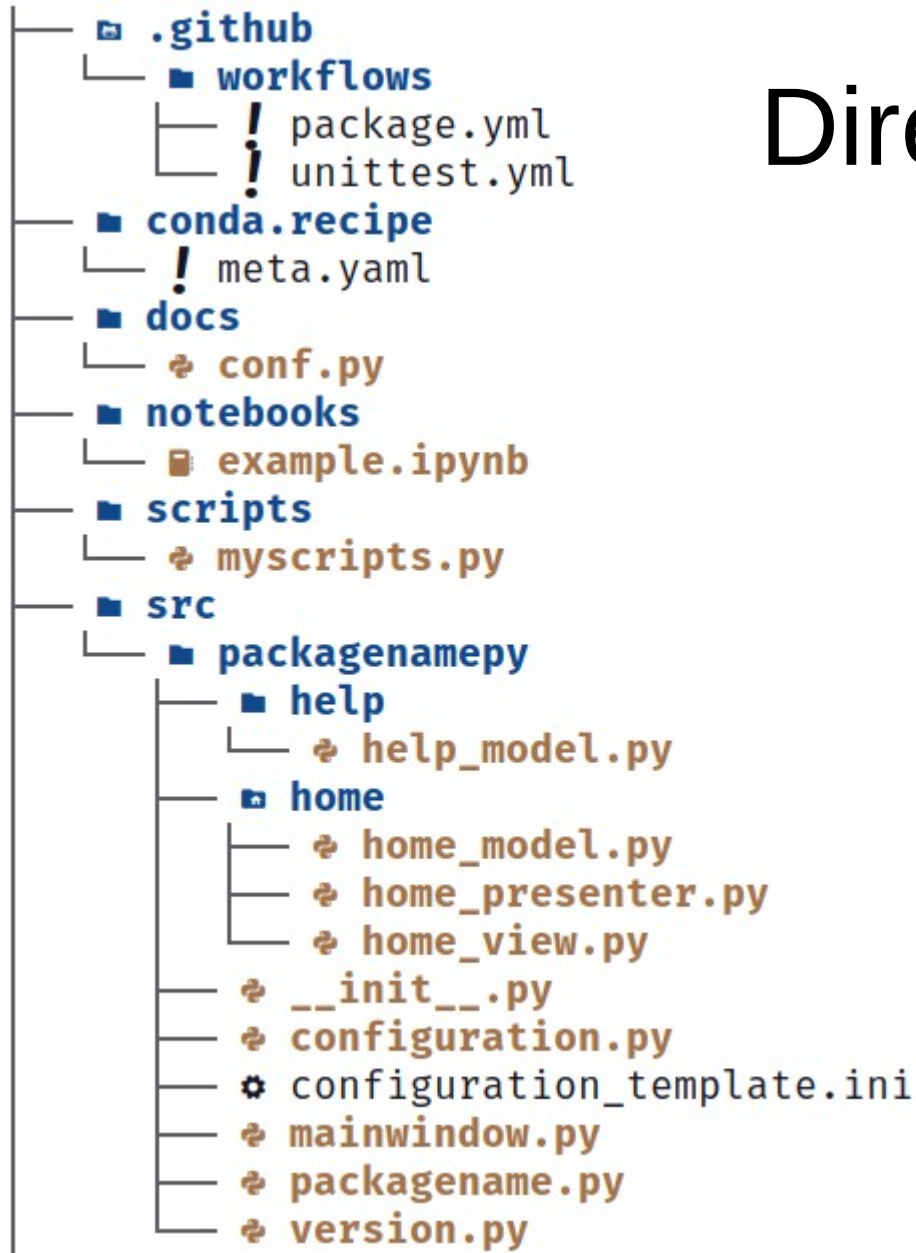 .github
workflows
package.yml
unittest.yml
conda.recipe
meta.yaml
docs
conf.py
notebooks
example.ipynb
scripts
myscripts.py
src
packagenamepy
help
help_model.py
home
home_model.py
home_presenter.py
home_view.py
__init__.py
configuration.py
configuration_template.ini
mainwindow.py
packagename.py
version.py
Dire